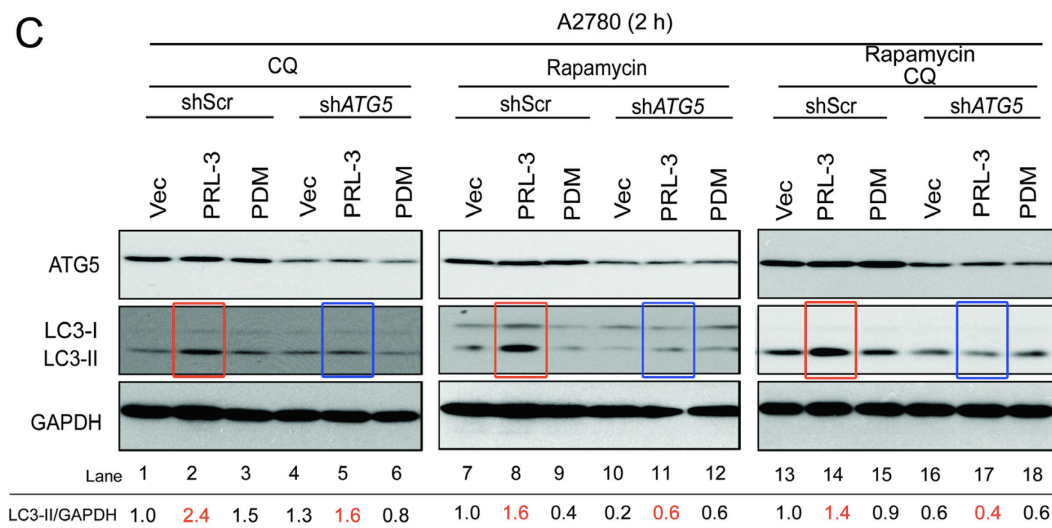 C
A2780 (2 h)
CQ Rapamycin Rapamycin
CQ
shScr shATG5 shScr shATG5 shScr shATG5
Vec PRL-3 PDM Vec PRL-3 PDM Vec PRL-3 PDM Vec PRL-3 PDM Vec PRL-3 PDM Vec PRL-3 PDM
ATG5
LC3-I
LC3-II
GAPDH
Lane 1 2 3 4 5 6 7 8 9 10 11 12 13 14 15 16 17 18
LC3-II/GAPDH 1.0 2.4 1.5 1.3 1.6 0.8 1.0 1.6 0.4 0.2 0.6 0.6 1.0 1.4 0.9 0.6 0.4 0.6